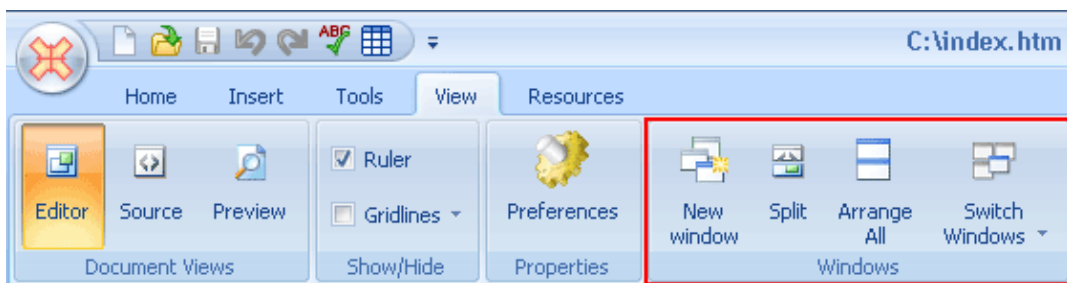 ABC
C:\index.htm
Home Insert Tools View Resources
Ruler
Editor Source Preview Gridlines Preferences New window Split Arrange All Switch Windows
Document Views Show/Hide Properties Windows